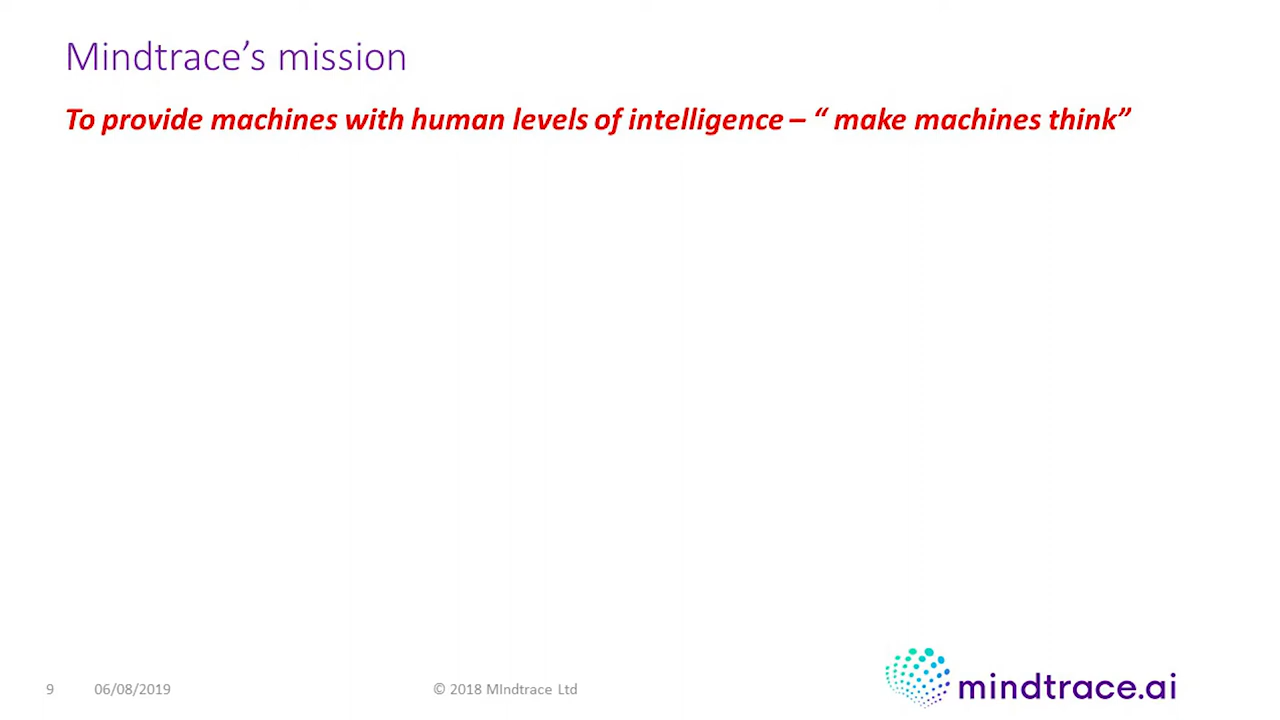 Mindtrace’s mission
To provide machines with human levels of intelligence – “ make machines think”
9 06/08/2019 © 2018 MIndtrace Ltd
mindtrace.ai